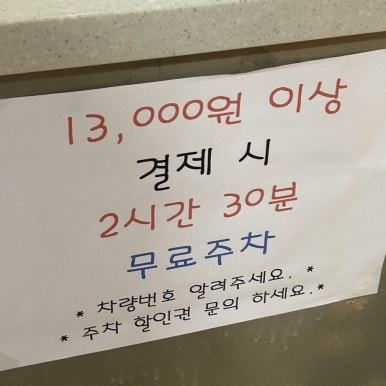 13,000원 이상
결제 시
2시간 30분
무료주차
* 차량번호 알려주세요. *
* 주차 할인권 문의 하세요.*